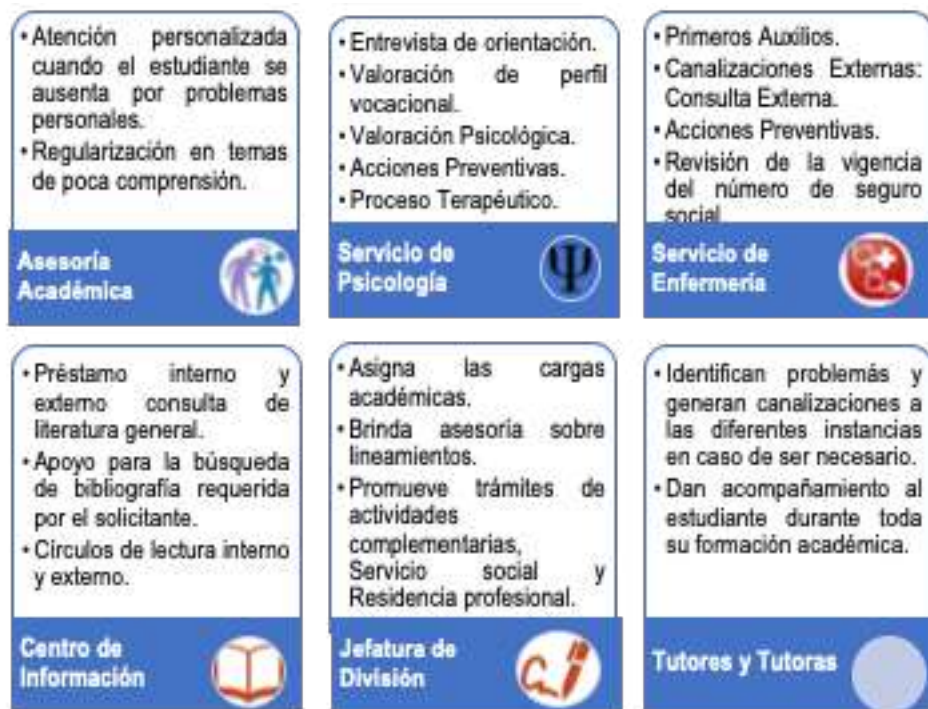 • Atención personalizada
cuando el estudiante se
ausenta por problemas
personales.
• Regularización en temas
de poca comprensión.
Asesoría
Académica
• Entrevista de orientación.
• Valoración de perfil
vocacional.
• Valoración Psicológica.
• Acciones Preventivas.
• Proceso Terapéutico.
Servicio de
Psicología
Ψ
• Primeros Auxilios.
• Canalizaciones Externas:
Consulta Externa.
• Acciones Preventivas.
• Revisión de la vigencia
del número de seguro
social
Servicio de
Enfermería
• Préstamo interno y
externo consulta de
literatura general.
• Apoyo para la búsqueda
de bibliografía requerida
por el solicitante.
• Círculos de lectura interno
y externo.
Centro de
Información
• Asigna las cargas
académicas.
• Brinda asesoría sobre
lineamientos.
• Promueve trámites de
actividades
complementarias,
Servicio social y
Residencia profesional.
Jefatura de
División
• Identifican problemás y
generan canalizaciones a
las diferentes instancias
en caso de ser necesario.
• Dan acompañamiento al
estudiante durante toda
su formación académica.
Tutores y Tutoras